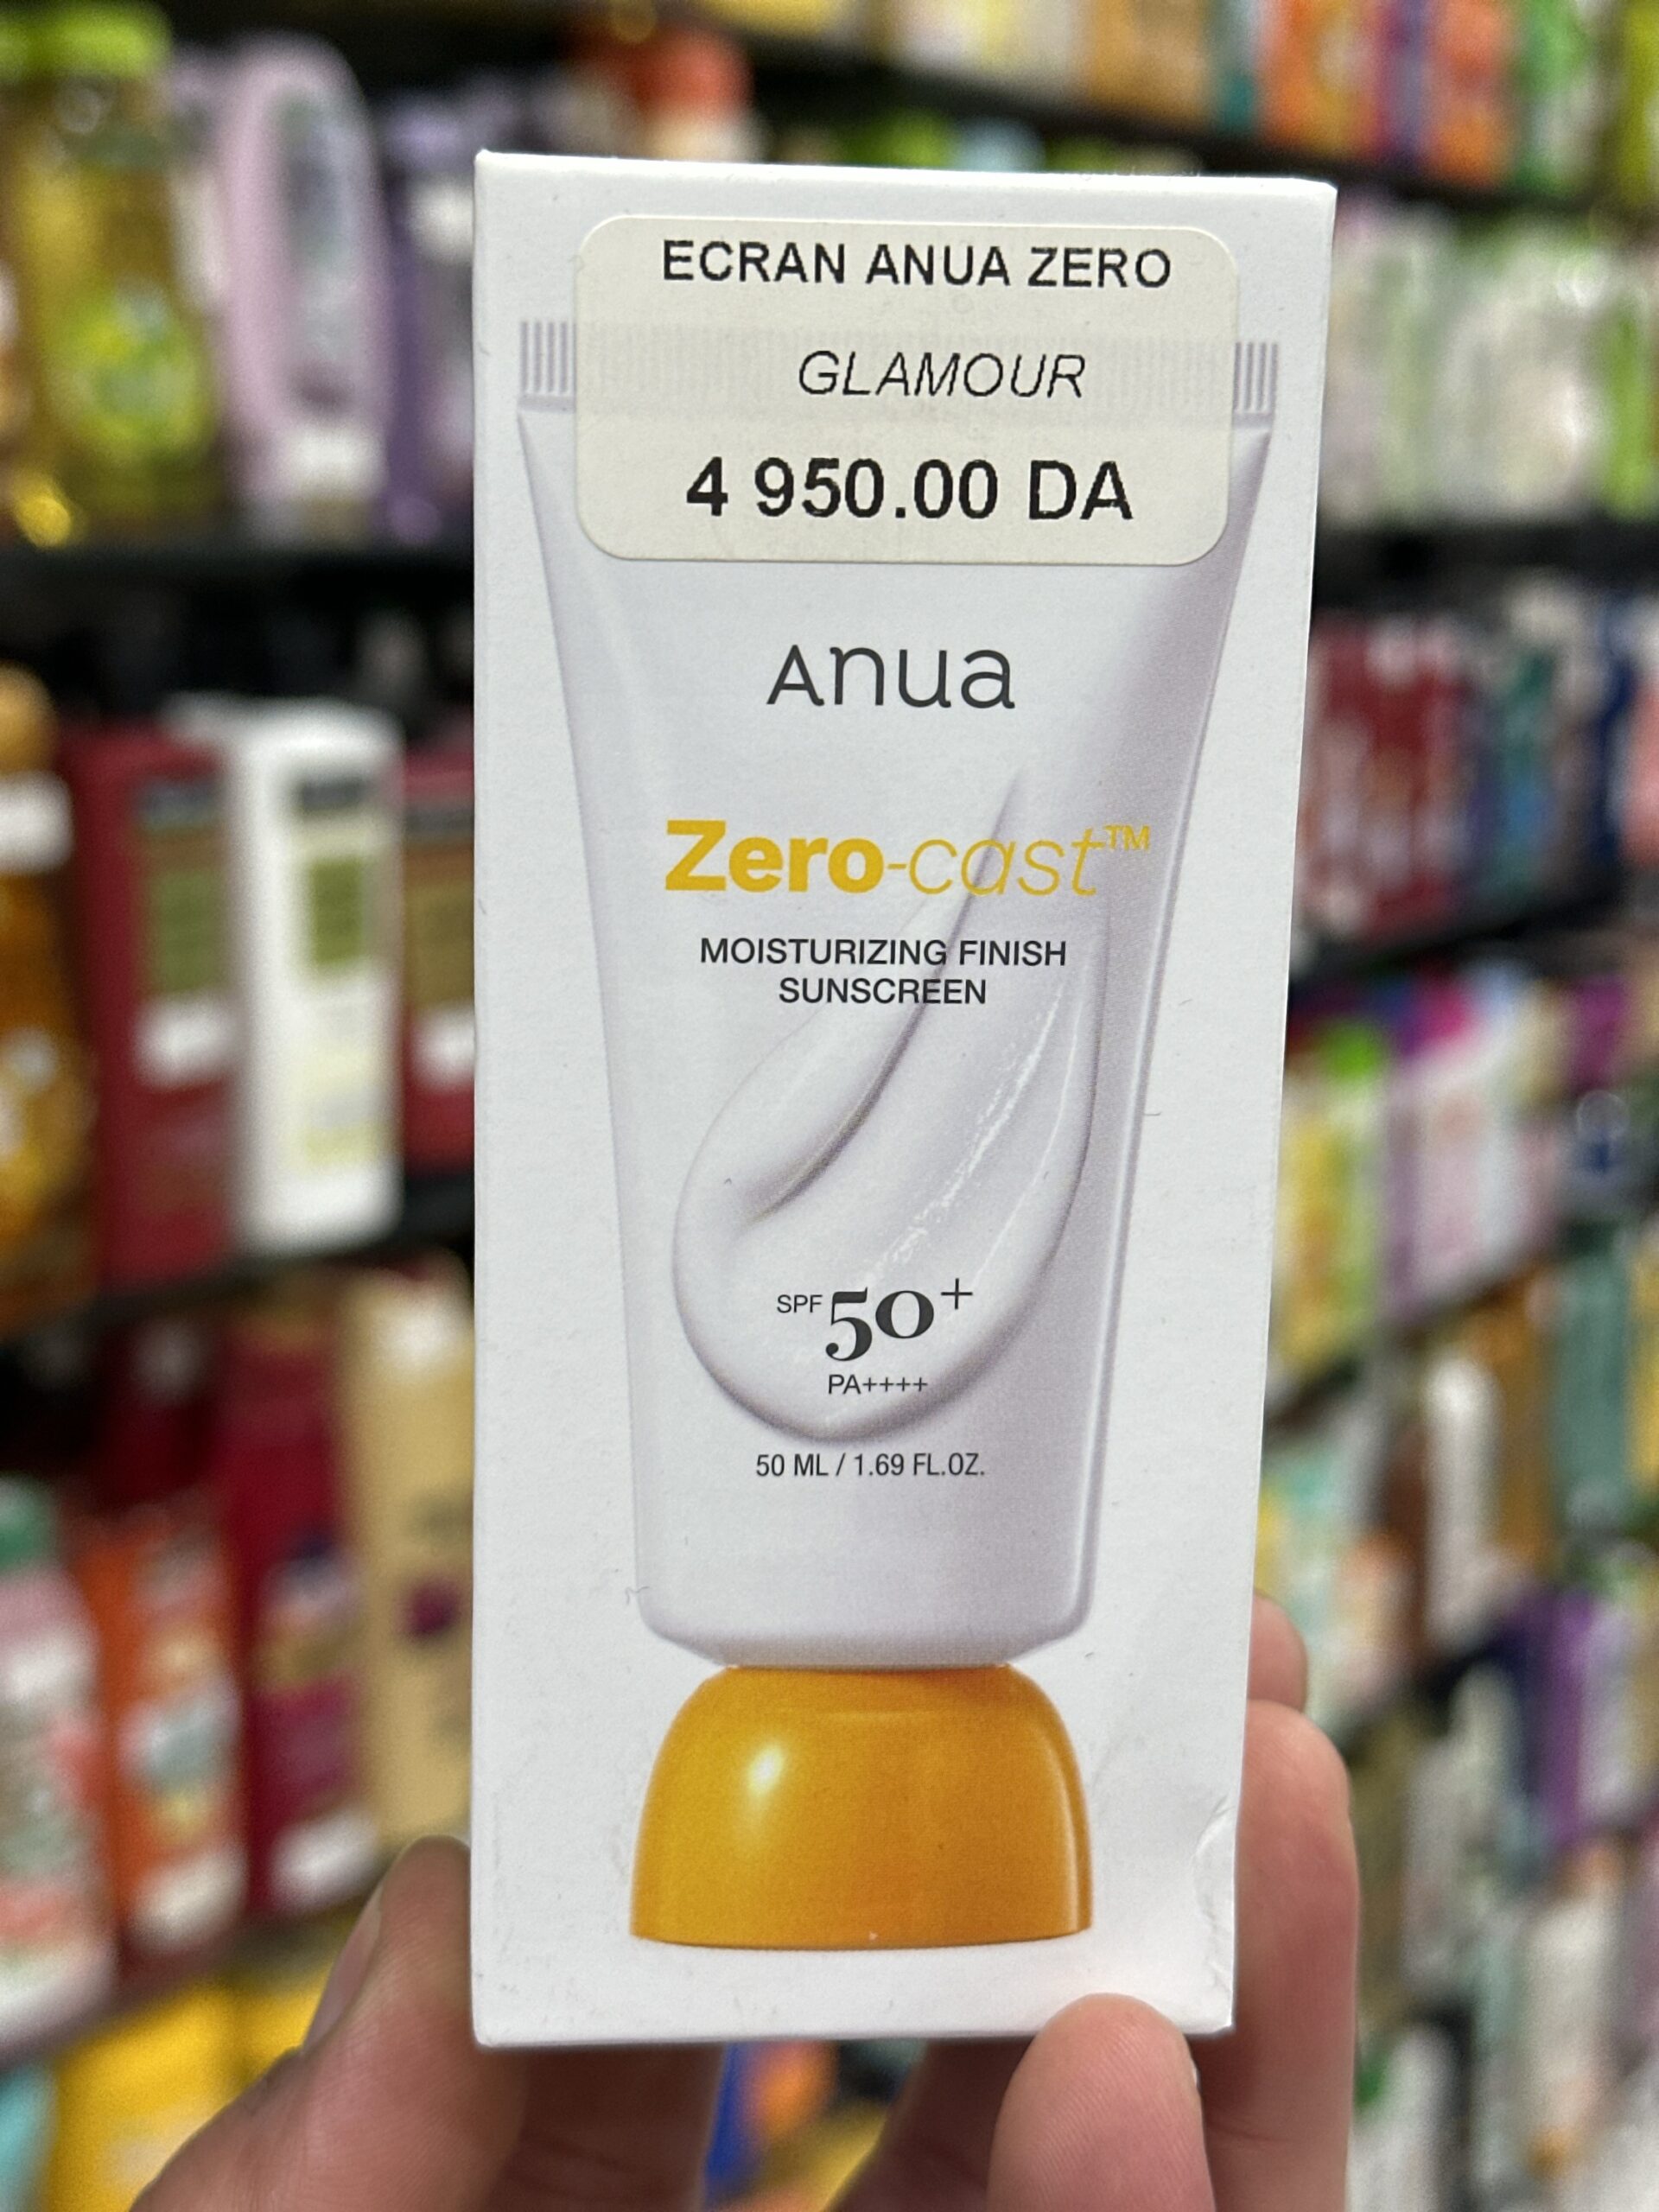 ECRAN ANUA ZERO
GLAMOUR
4 950.00 DA
Anua
Zero-cast™
MOISTURIZING FINISH
SUNSCREEN
SPF 50+
PA++++
50 ML / 1.69 FL.OZ.